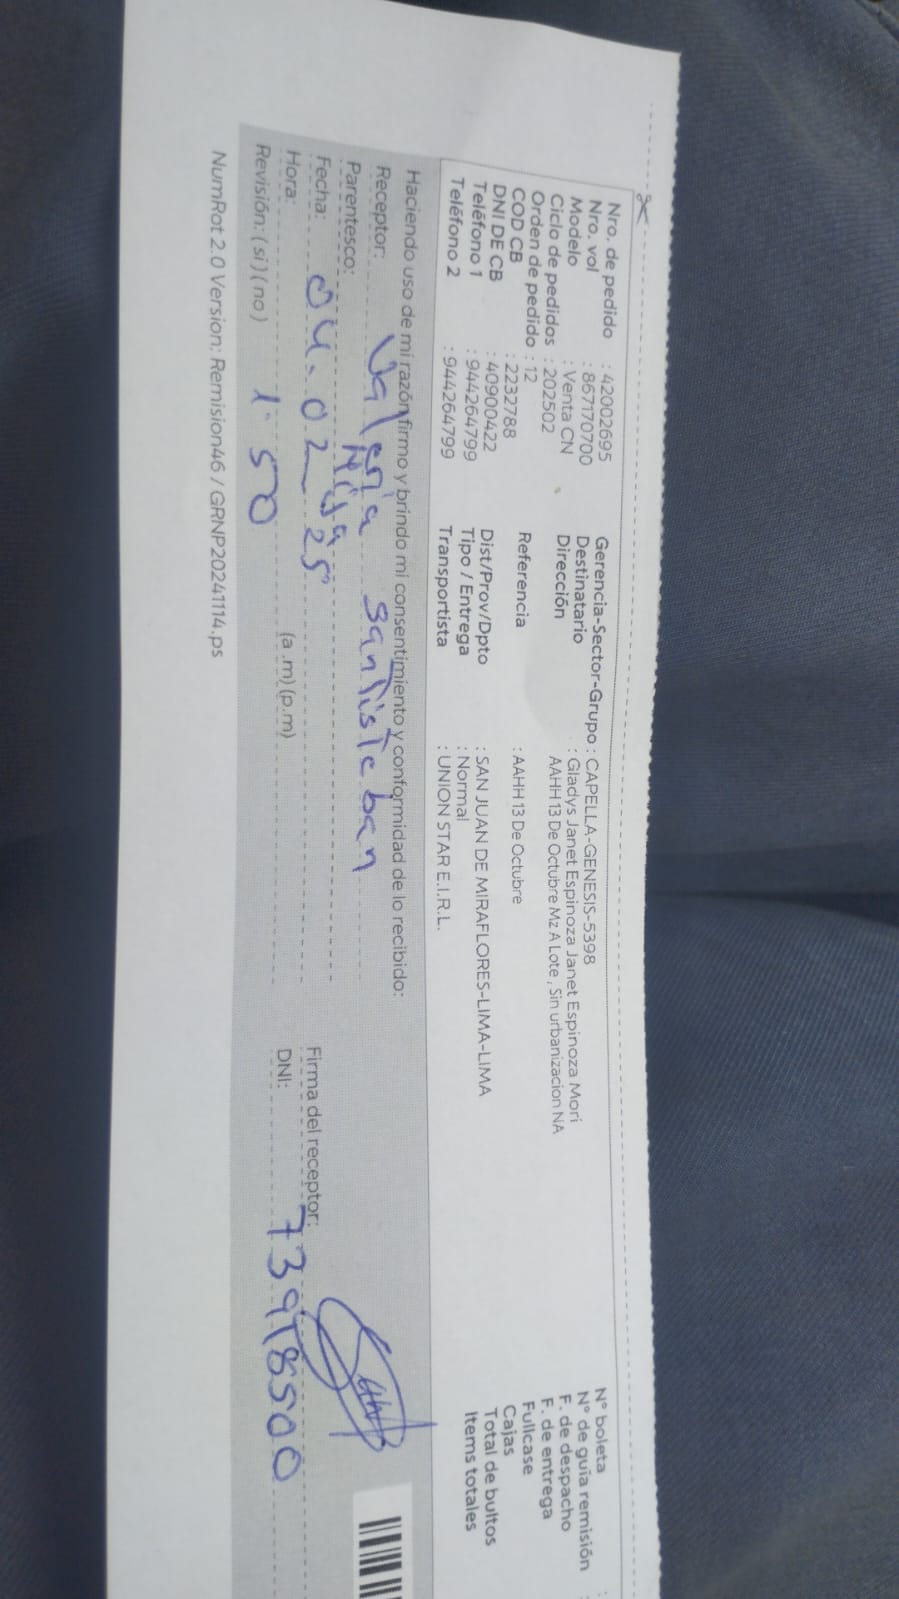 Nro. de pedido : 42002695
Nro. vol : 867170700
Modelo : Venta CN
Ciclo de pedidos : 202502
Orden de pedido : 12
COD CB : 2232788
DNI DE CB : 40900422
Teléfono 1 : 944264799
Teléfono 2 : 944264799
Gerencia-Sector-Grupo : CAPELLA-GENESIS-5398
Destinatario : Gladys Janet Espinoza Janet Espinoza Mori
Dirección AAHH 13 De Octubre Mz A Lote , Sin urbanizacion NA
Referencia : AAHH 13 De Octubre
Dist/Prov/Dpto : SAN JUAN DE MIRAFLORES-LIMA-LIMA
Tipo / Entrega : Normal
Transportista : UNION STAR E.I.R.L.
N° boleta :
N° de guía remisión :
F. de despacho
F. de entrega
Fullcase
Cajas
Total de bultos
Items totales
Haciendo uso de mi razón firmo y brindo mi consentimiento y conformidad de lo recibido:
Receptor: Valeria Santisteban
Parentesco: Hija
Fecha: 04.02.25
Hora: 1:50 (a .m) (p.m)
Revisión: (si) (no)
Firma del receptor:
DNI: 73978500
NumRot 2.0 Version: Remision46 / GRNP20241114.ps